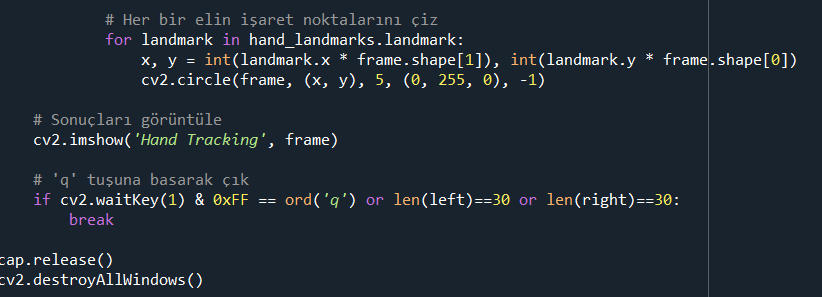 # Her bir elin işaret noktalarını çiz
for landmark in hand_landmarks.landmark:
x, y = int(landmark.x * frame.shape[1]), int(landmark.y * frame.shape[0])
cv2.circle(frame, (x, y), 5, (0, 255, 0), -1)
# Sonuçları görüntüle
cv2.imshow('Hand Tracking', frame)
# 'q' tuşuna basarak çık
if cv2.waitKey(1) & 0xFF == ord('q') or len(left)==30 or len(right)==30:
break
cap.release()
cv2.destroyAllWindows()